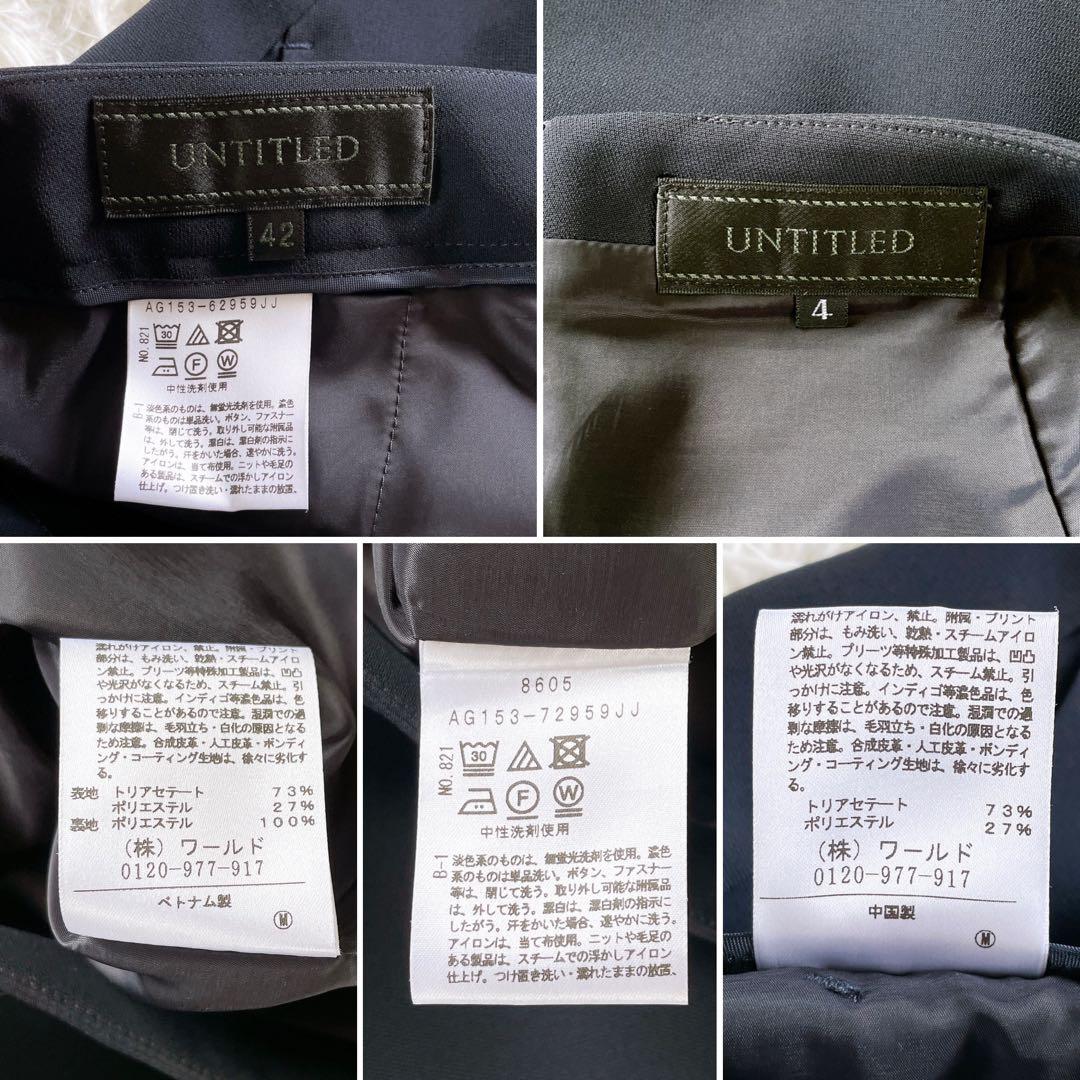 UNTITLED
42
AG153-62959JJ
NO.821
30
F
W
中性洗剤使用
B-1
淡色系のものは、無蛍光洗剤を使用。濃色
系のものは単品洗い。ボタン、ファスナー
等は、閉じて洗う。取り外し可能な附属品
は、外して洗う。漂白は、漂白剤の指示に
したがう。汗をかいた場合、速やかに洗う。
アイロンは、当て布使用。ニットや毛足の
ある製品は、スチームでの浮かしアイロン
仕上げ。つけ置き洗い・濡れたままの放置、
UNTITLED
4
濡れがけアイロン、禁止。附属・プリント
部分は、もみ洗い、乾熱・スチームアイロ
ン禁止。プリーツ等特殊加工製品は、凹凸
や光沢がなくなるため、スチーム禁止。引
っかけに注意。インディゴ等濃色品は、色
移りすることがあるので注意。湿潤での過
剰な摩擦は、毛羽立ち・白化の原因となる
ため注意。合成皮革・人工皮革・ボンディ
ング・コーティング生地は、徐々に劣化す
る。
表地 トリアセテート 73%
ポリエステル 27%
裏地 ポリエステル 100%
(株) ワールド
0120-977-917
ベトナム製
M
8605
AG153-72959JJ
NO.821
30
F
W
中性洗剤使用
B-1
淡色系のものは、無蛍光洗剤を使用。濃色
系のものは単品洗い。ボタン、ファスナー
等は、閉じて洗う。取り外し可能な附属品
は、外して洗う。漂白は、漂白剤の指示に
したがう。汗をかいた場合、速やかに洗う。
アイロンは、当て布使用。ニットや毛足の
ある製品は、スチームでの浮かしアイロン
仕上げ。つけ置き洗い・濡れたままの放置、
濡れがけアイロン、禁止。附属・プリント
部分は、もみ洗い、乾熱・スチームアイロ
ン禁止。プリーツ等特殊加工製品は、凹凸
や光沢がなくなるため、スチーム禁止。引
っかけに注意。インディゴ等濃色品は、色
移りすることがあるので注意。湿潤での過
剰な摩擦は、毛羽立ち・白化の原因となる
ため注意。合成皮革・人工皮革・ボンディ
ング・コーティング生地は、徐々に劣化す
る。
トリアセテート 73%
ポリエステル 27%
(株) ワールド
0120-977-917
中国製
M